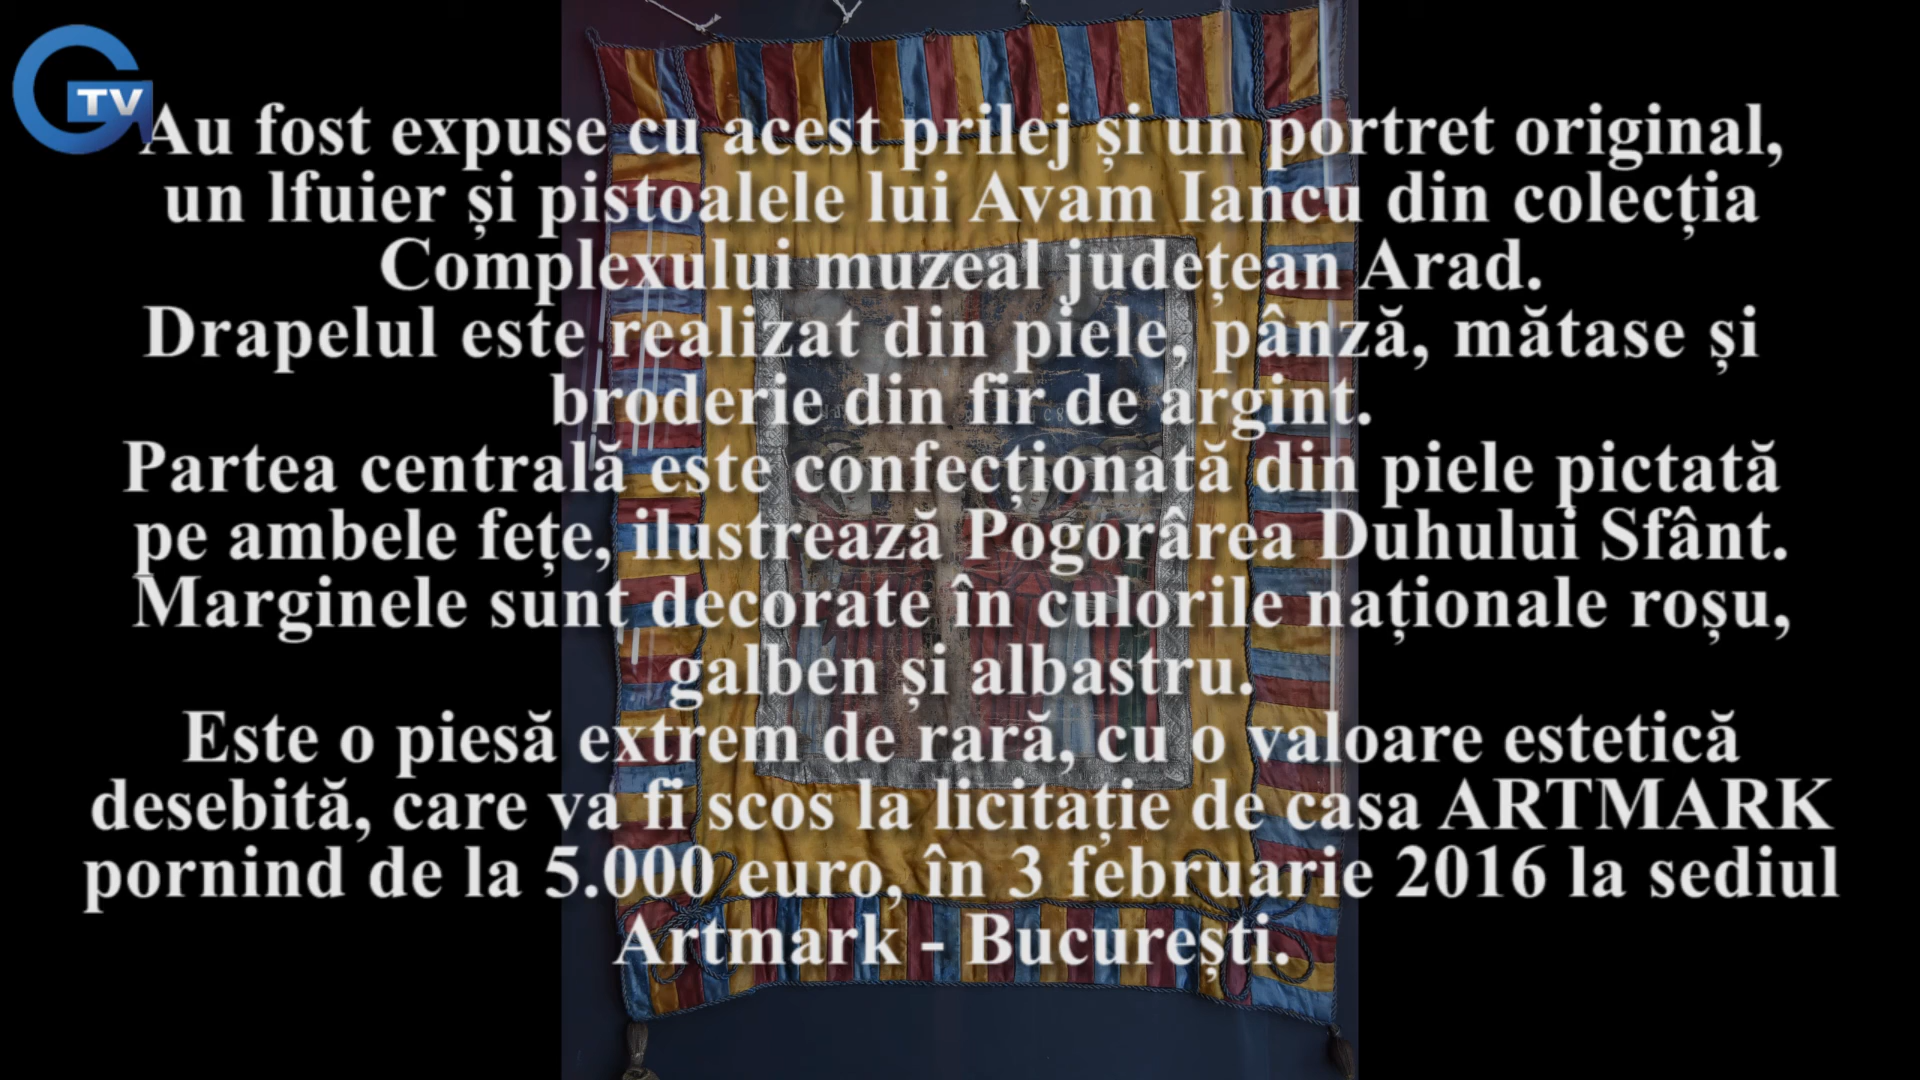 TV
Au fost expuse cu acest prilej și un portret original,
un lfuier și pistoalele lui Avam Iancu din colecția
Complexului muzeal județean Arad.
Drapelul este realizat din piele, pânză, mătase și
broderie din fir de argint.
Partea centrală este confecționată din piele pictată
pe ambele fețe, ilustrează Pogorârea Duhului Sfânt.
Marginele sunt decorate în culorile naționale roșu,
galben și albastru.
Este o piesă extrem de rară, cu o valoare estetică
desebită, care va fi scos la licitație de casa ARTMARK
pornind de la 5.000 euro, în 3 februarie 2016 la sediul
Artmark - București.